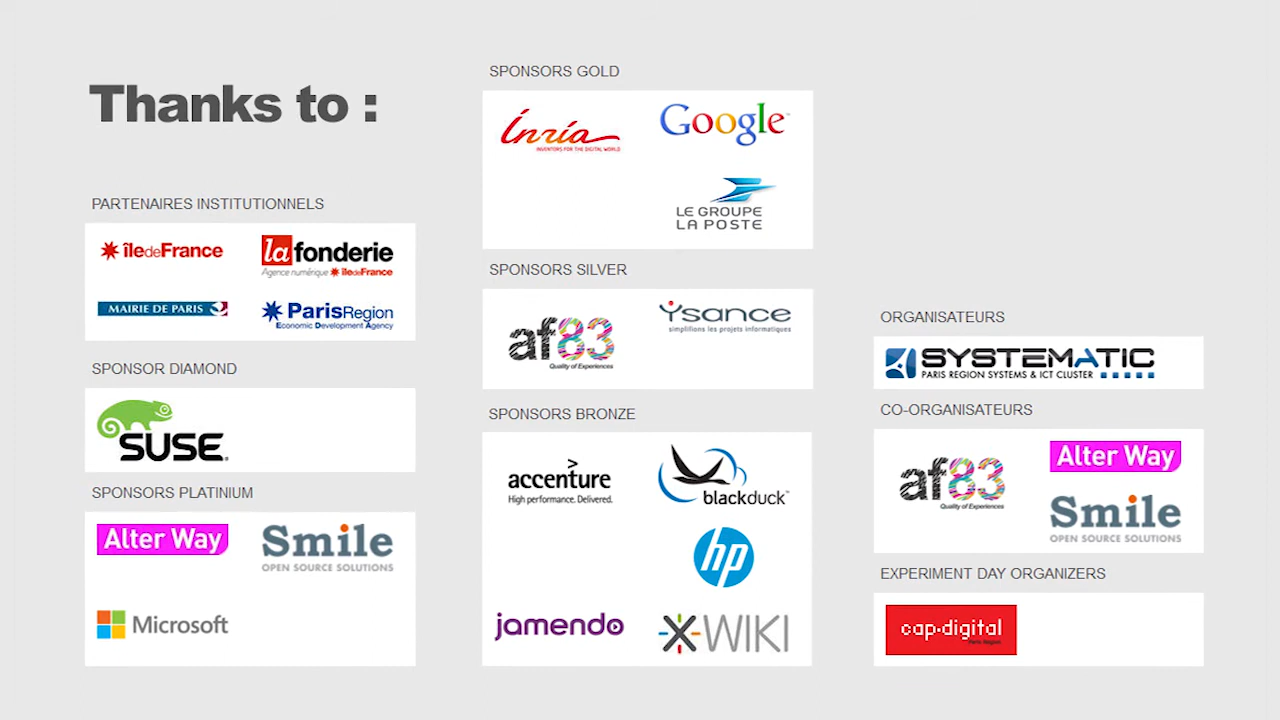 Thanks to :
PARTENAIRES INSTITUTIONNELS
îledeFrance
la fonderie
Agence numérique îledeFrance
MAIRIE DE PARIS
ParisRegion
Economic Development Agency
SPONSOR DIAMOND
SUSE
SPONSORS PLATINIUM
Alter Way
Smile
OPEN SOURCE SOLUTIONS
Microsoft
SPONSORS GOLD
Inria
INVENTORS FOR THE DIGITAL WORLD
Google
LE GROUPE
LA POSTE
SPONSORS SILVER
af83
Quality of Experiences
Ysance
simplifions les projets informatiques
SPONSORS BRONZE
accenture
High performance. Delivered.
blackduck
hp
jamendo
XWIKI
ORGANISATEURS
SYSTEMATIC
PARIS REGION SYSTEMS & ICT CLUSTER
CO-ORGANISATEURS
af83
Quality of Experiences
Alter Way
Smile
OPEN SOURCE SOLUTIONS
EXPERIMENT DAY ORGANIZERS
cap·digital
Paris Region